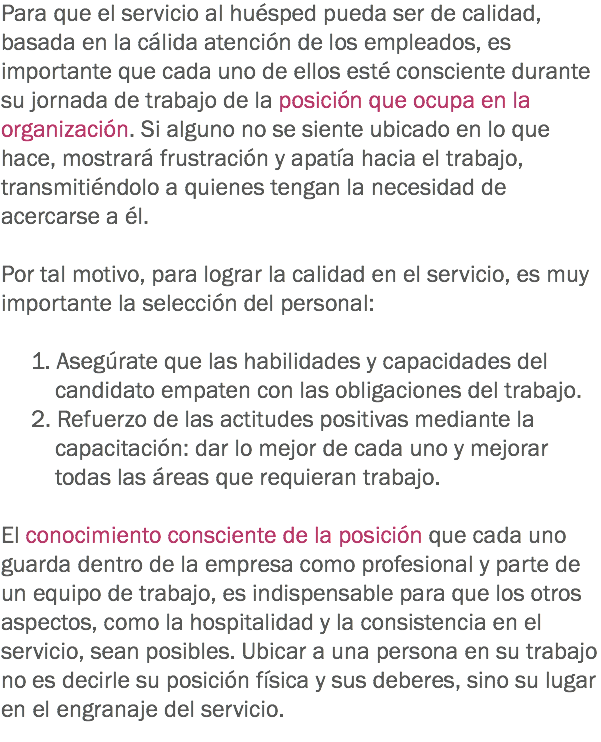 Para que el servicio al huésped pueda ser de calidad,
basada en la cálida atención de los empleados, es
importante que cada uno de ellos esté consciente durante
su jornada de trabajo de la posición que ocupa en la
organización. Si alguno no se siente ubicado en lo que
hace, mostrará frustración y apatía hacia el trabajo,
transmitiéndolo a quienes tengan la necesidad de
acercarse a él.
Por tal motivo, para lograr la calidad en el servicio, es muy
importante la selección del personal:
1. Asegúrate que las habilidades y capacidades del
candidato empaten con las obligaciones del trabajo.
2. Refuerzo de las actitudes positivas mediante la
capacitación: dar lo mejor de cada uno y mejorar
todas las áreas que requieran trabajo.
El conocimiento consciente de la posición que cada uno
guarda dentro de la empresa como profesional y parte de
un equipo de trabajo, es indispensable para que los otros
aspectos, como la hospitalidad y la consistencia en el
servicio, sean posibles. Ubicar a una persona en su trabajo
no es decirle su posición física y sus deberes, sino su lugar
en el engranaje del servicio.